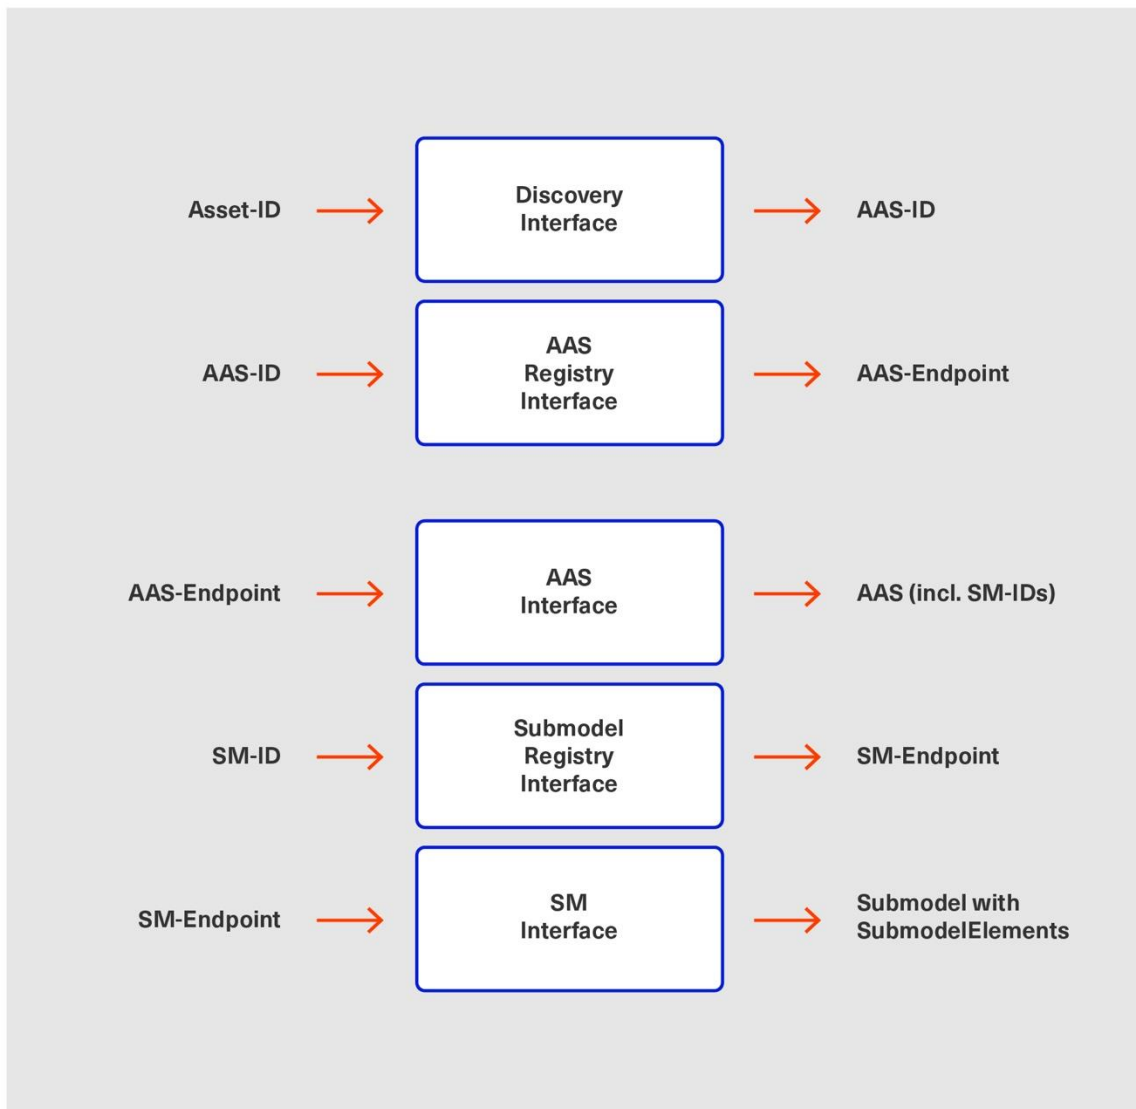 Asset-ID
Discovery
Interface
AAS-ID
AAS-ID
AAS
Registry
Interface
AAS-Endpoint
AAS-Endpoint
AAS
Interface
AAS (incl. SM-IDs)
SM-ID
Submodel
Registry
Interface
SM-Endpoint
SM-Endpoint
SM
Interface
Submodel with
SubmodelElements